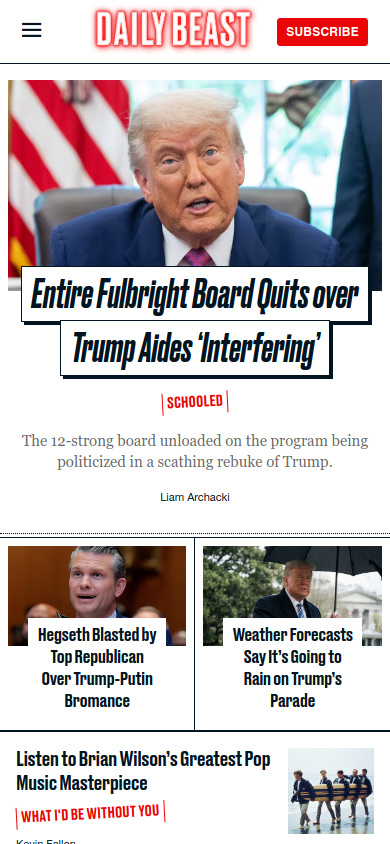 DAILY BEAST
SUBSCRIBE
Entire Fulbright Board Quits over
Trump Aides ‘Interfering’
SCHOOLED
The 12-strong board unloaded on the program being
politicized in a scathing rebuke of Trump.
Liam Archacki
Hegseth Blasted by
Top Republican
Over Trump-Putin
Bromance
Weather Forecasts
Say It’s Going to
Rain on Trump’s
Parade
Listen to Brian Wilson’s Greatest Pop
Music Masterpiece
WHAT I'D BE WITHOUT YOU
Kevin Fallon